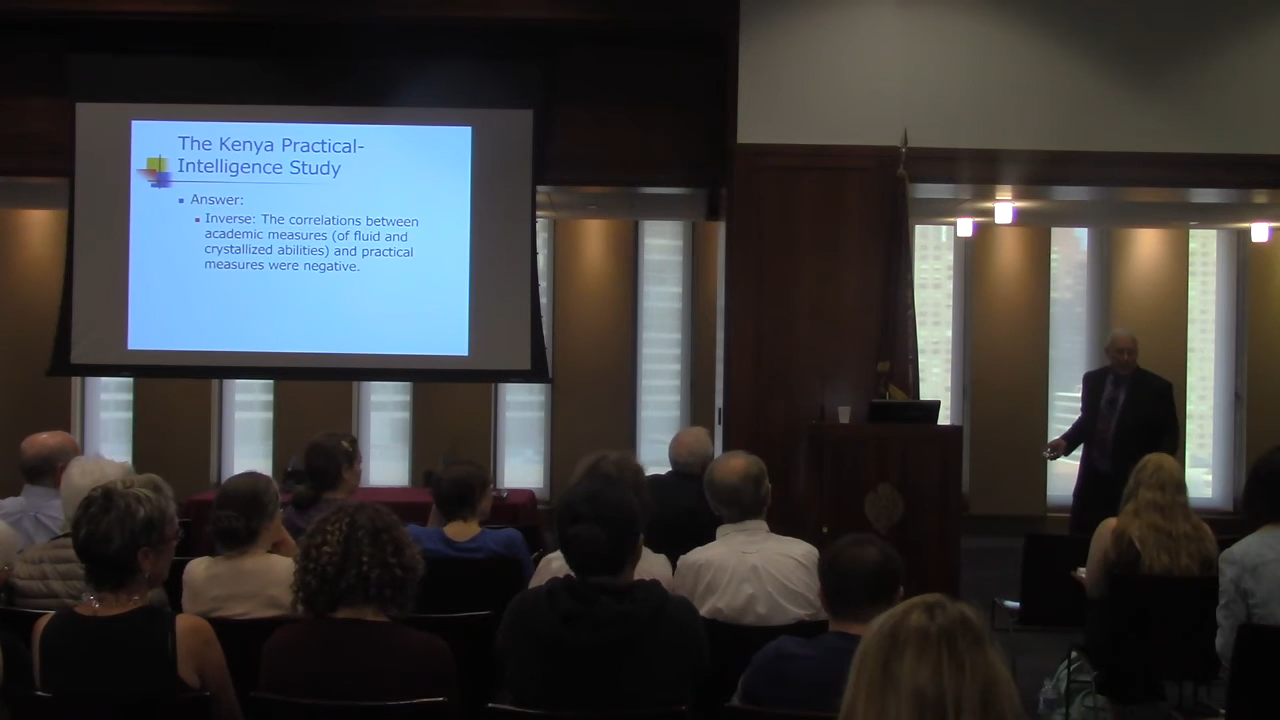 The Kenya Practical-
Intelligence Study
Answer:
Inverse: The correlations between
academic measures (of fluid and
crystallized abilities) and practical
measures were negative.